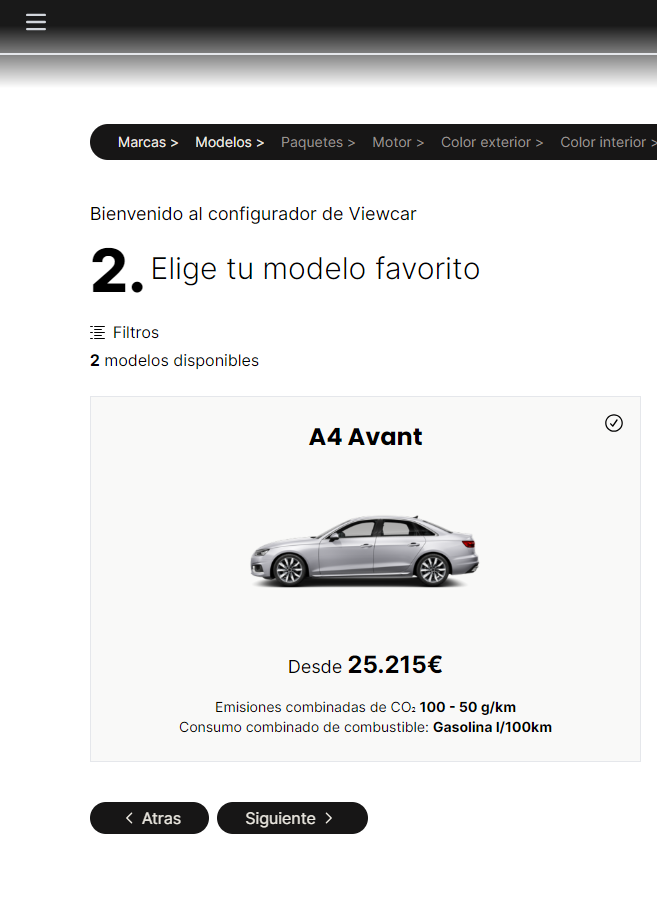 Marcas > Modelos > Paquetes > Motor > Color exterior > Color interior >
Bienvenido al configurador de Viewcar
2. Elige tu modelo favorito
Filtros
2 modelos disponibles
A4 Avant
Desde 25.215€
Emisiones combinadas de CO₂ 100 - 50 g/km
Consumo combinado de combustible: Gasolina l/100km
Atras
Siguiente